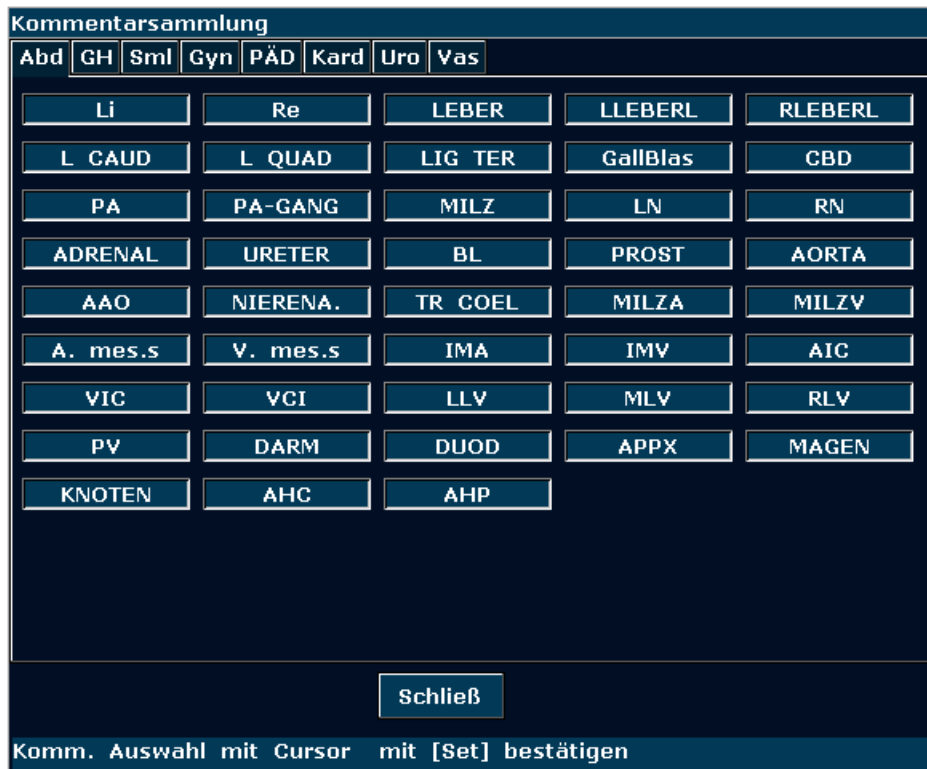 Kommentarsammlung
Abd GH Sml Gyn PÄD Kard Uro Vas
Li Re LEBER LLEBERL RLEBERL
L CAUD L QUAD LIG TER GallBlas CBD
PA PA-GANG MILZ LN RN
ADRENAL URETER BL PROST AORTA
AAO NIERENA. TR COEL MILZA MILZV
A. mes.s V. mes.s IMA IMV AIC
VIC VCI LLV MLV RLV
PV DARM DUOD APPX MAGEN
KNOTEN AHC AHP
Schließ
Komm. Auswahl mit Cursor mit [Set] bestätigen